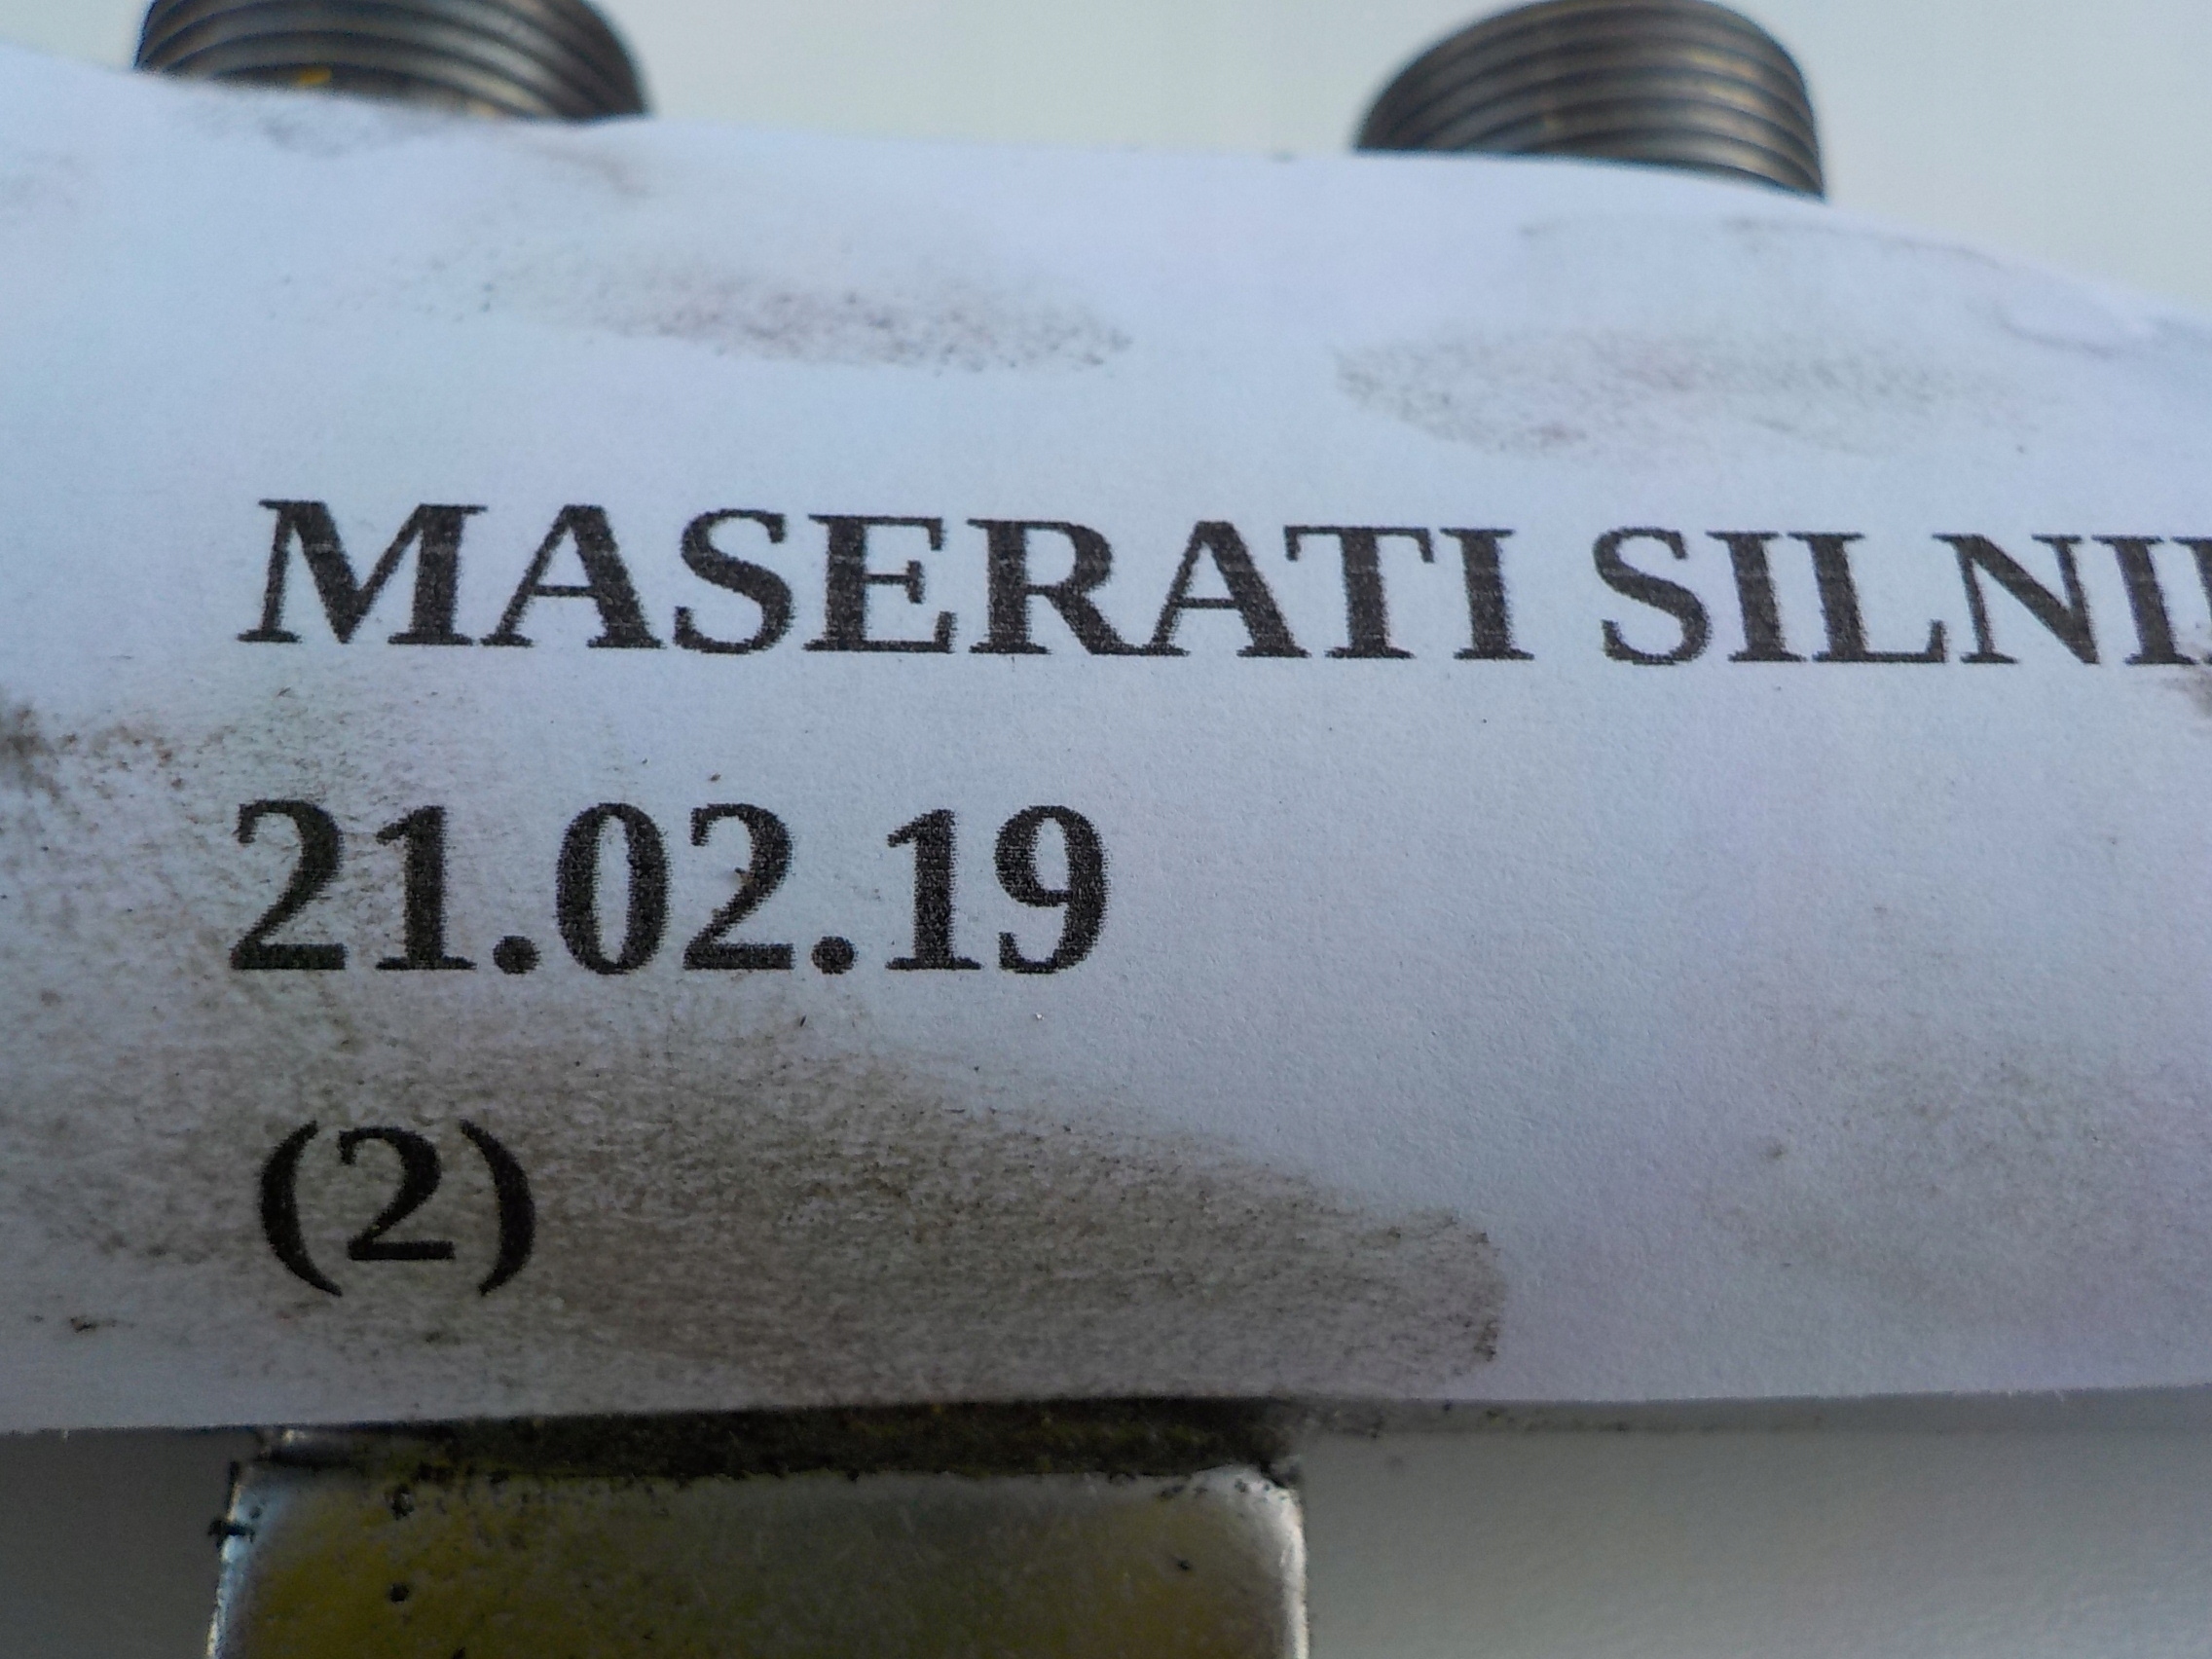 MASERATI SILNI
21.02.19
(2)